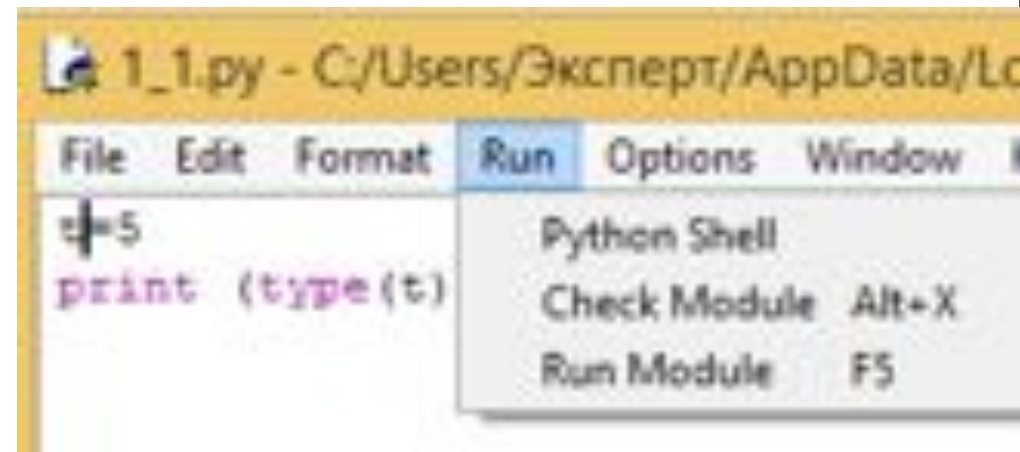 1_1.py - C:/Users/Эксперт/AppData/Lo
File Edit Format Run Options Window
t=5
print (type(t)
Python Shell
Check Module Alt+X
Run Module F5